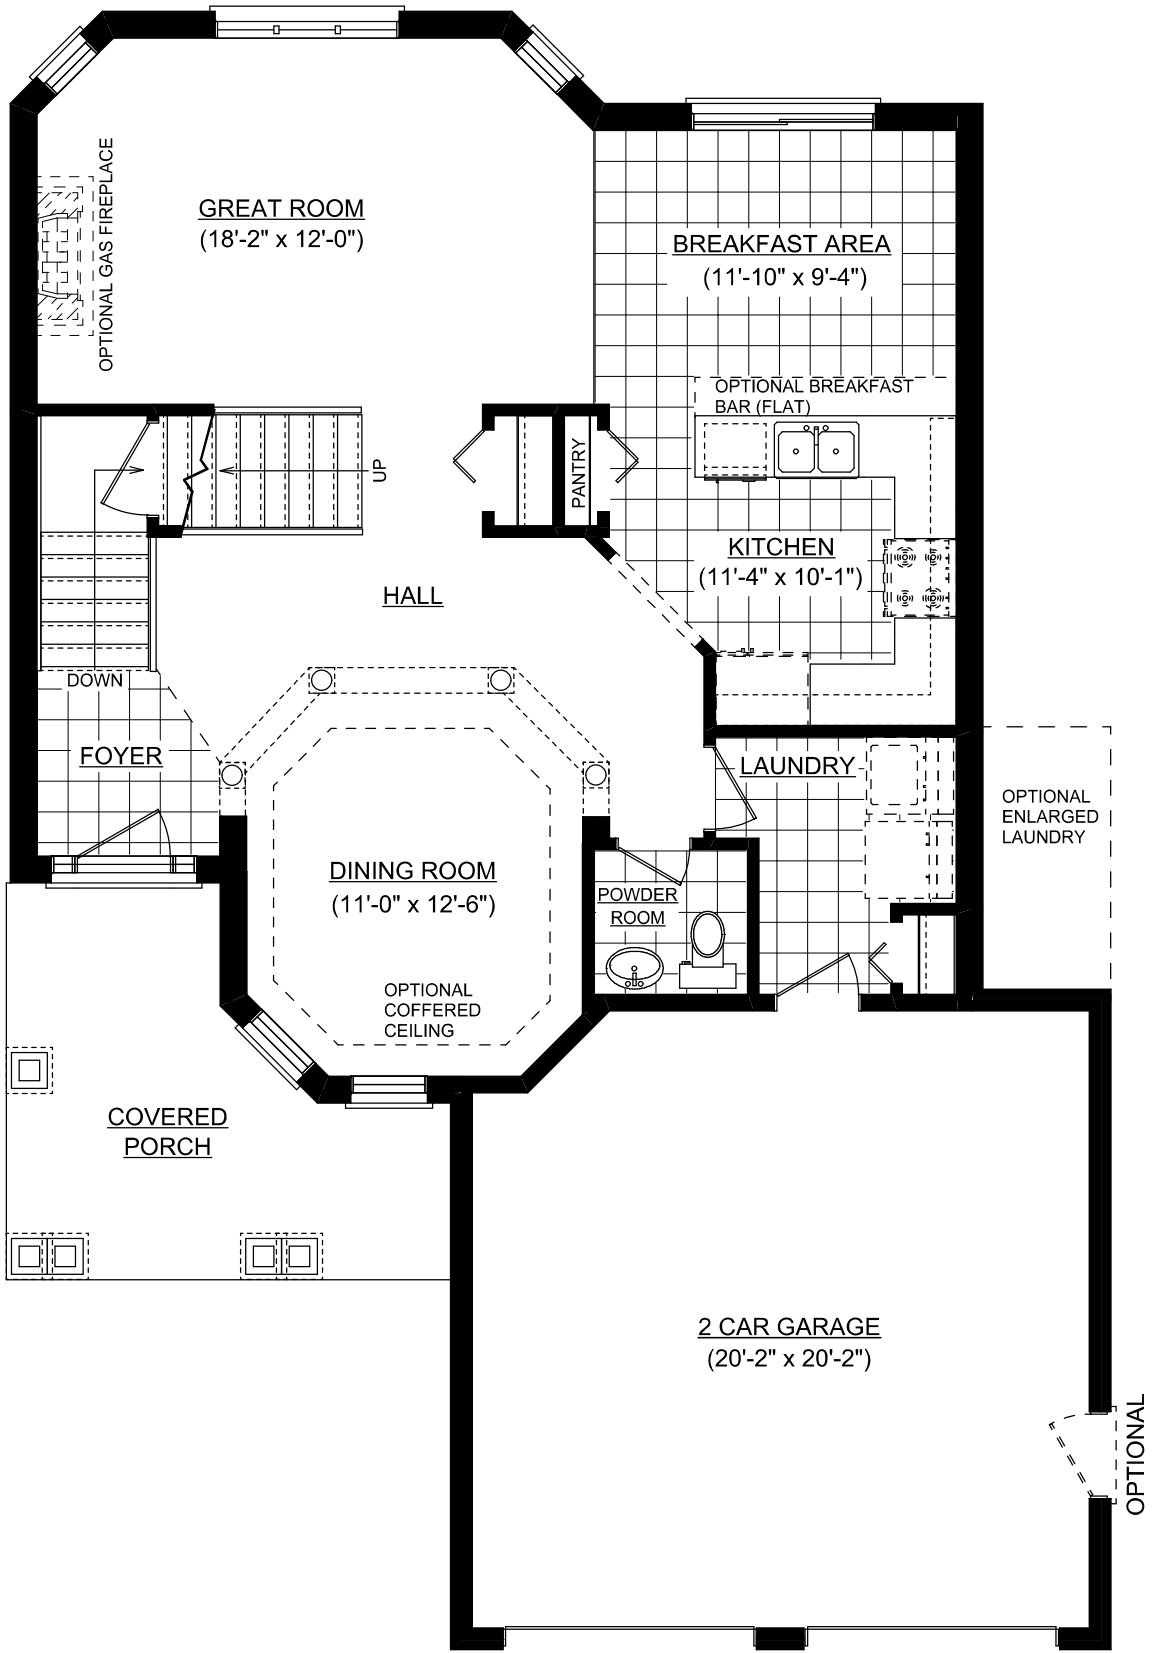 GREAT ROOM
(18'-2" x 12'-0")
OPTIONAL GAS FIREPLACE
BREAKFAST AREA
(11'-10" x 9'-4")
OPTIONAL BREAKFAST
BAR (FLAT)
PANTRY
UP
KITCHEN
(11'-4" x 10'-1")
HALL
DOWN
FOYER
LAUNDRY
OPTIONAL
ENLARGED
LAUNDRY
DINING ROOM
(11'-0" x 12'-6")
POWDER
ROOM
OPTIONAL
COFFERED
CEILING
COVERED
PORCH
2 CAR GARAGE
(20'-2" x 20'-2")
OPTIONAL